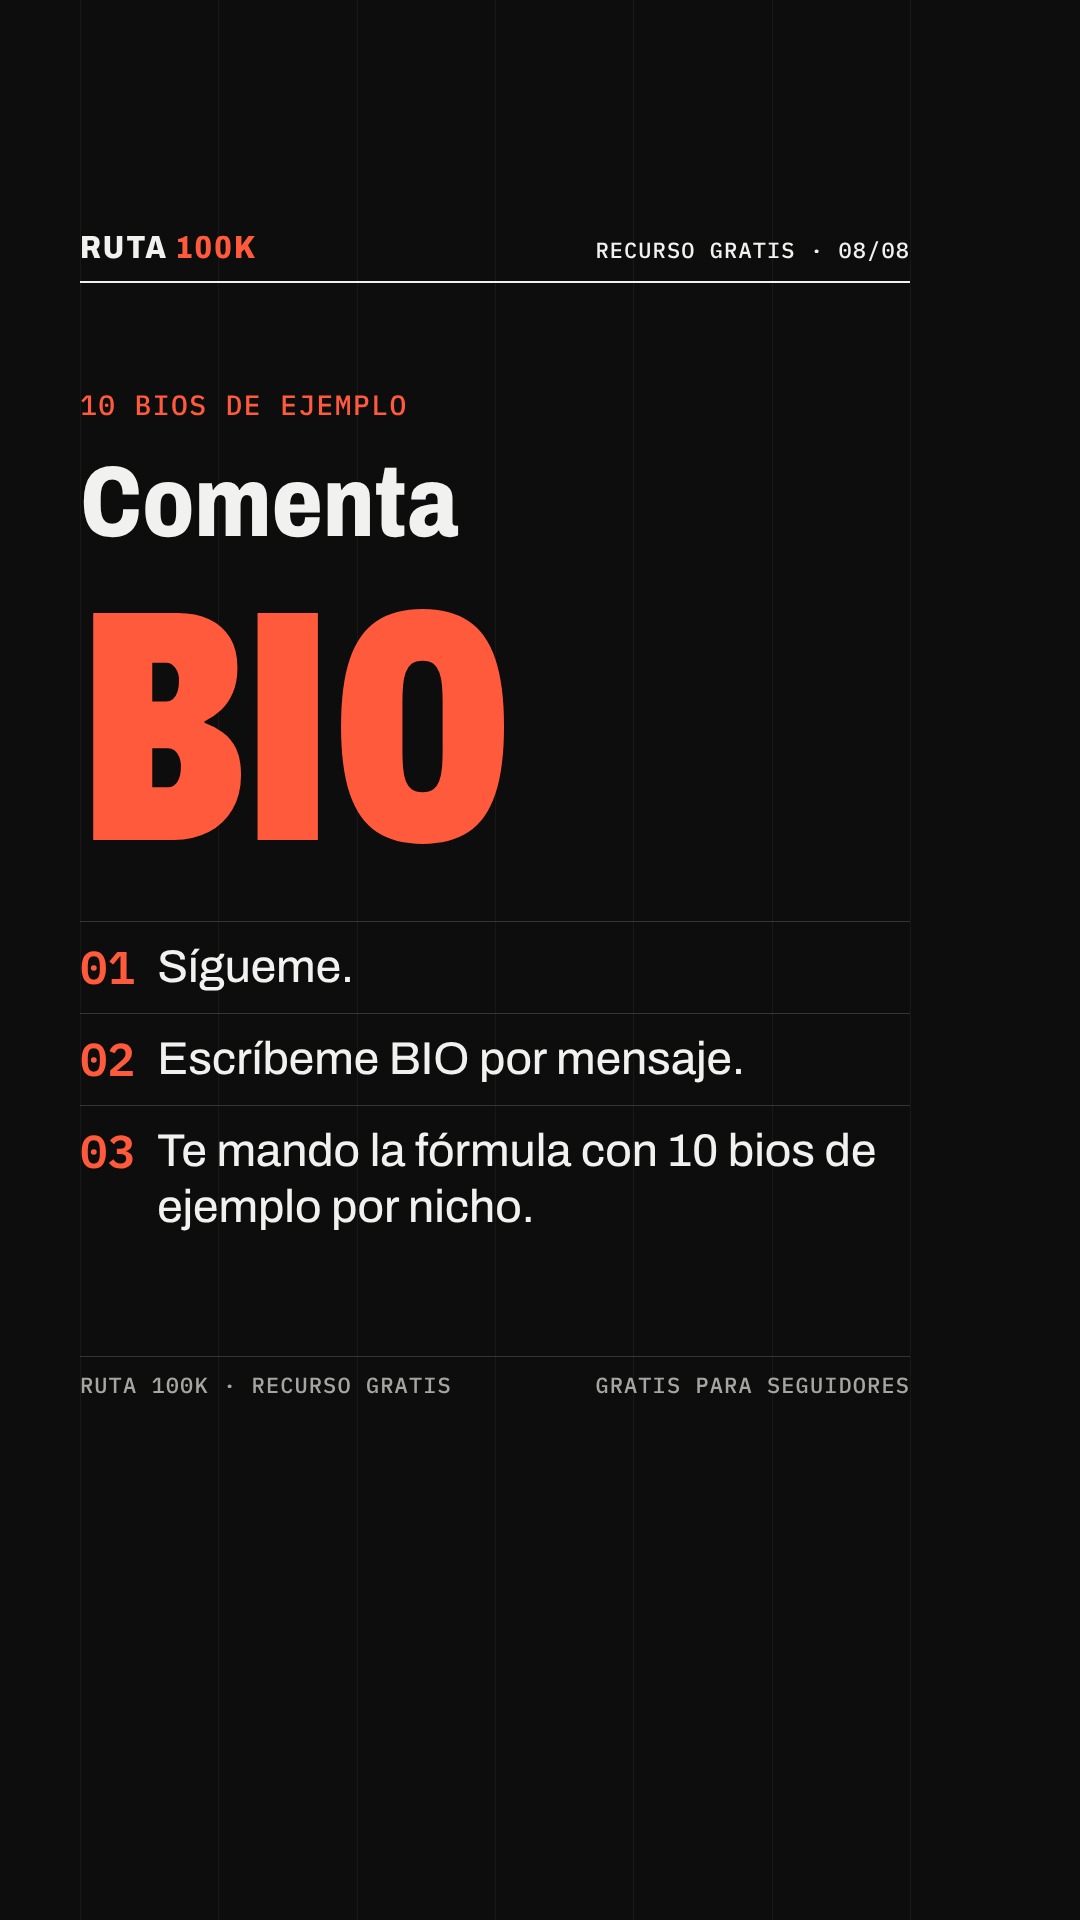 RUTA 100K
RECURSO GRATIS · 08/08
10 BIOS DE EJEMPLO
Comenta
BIO
01 Sígueme.
02 Escríbeme BIO por mensaje.
03 Te mando la fórmula con 10 bios de
ejemplo por nicho.
RUTA 100K · RECURSO GRATIS
GRATIS PARA SEGUIDORES